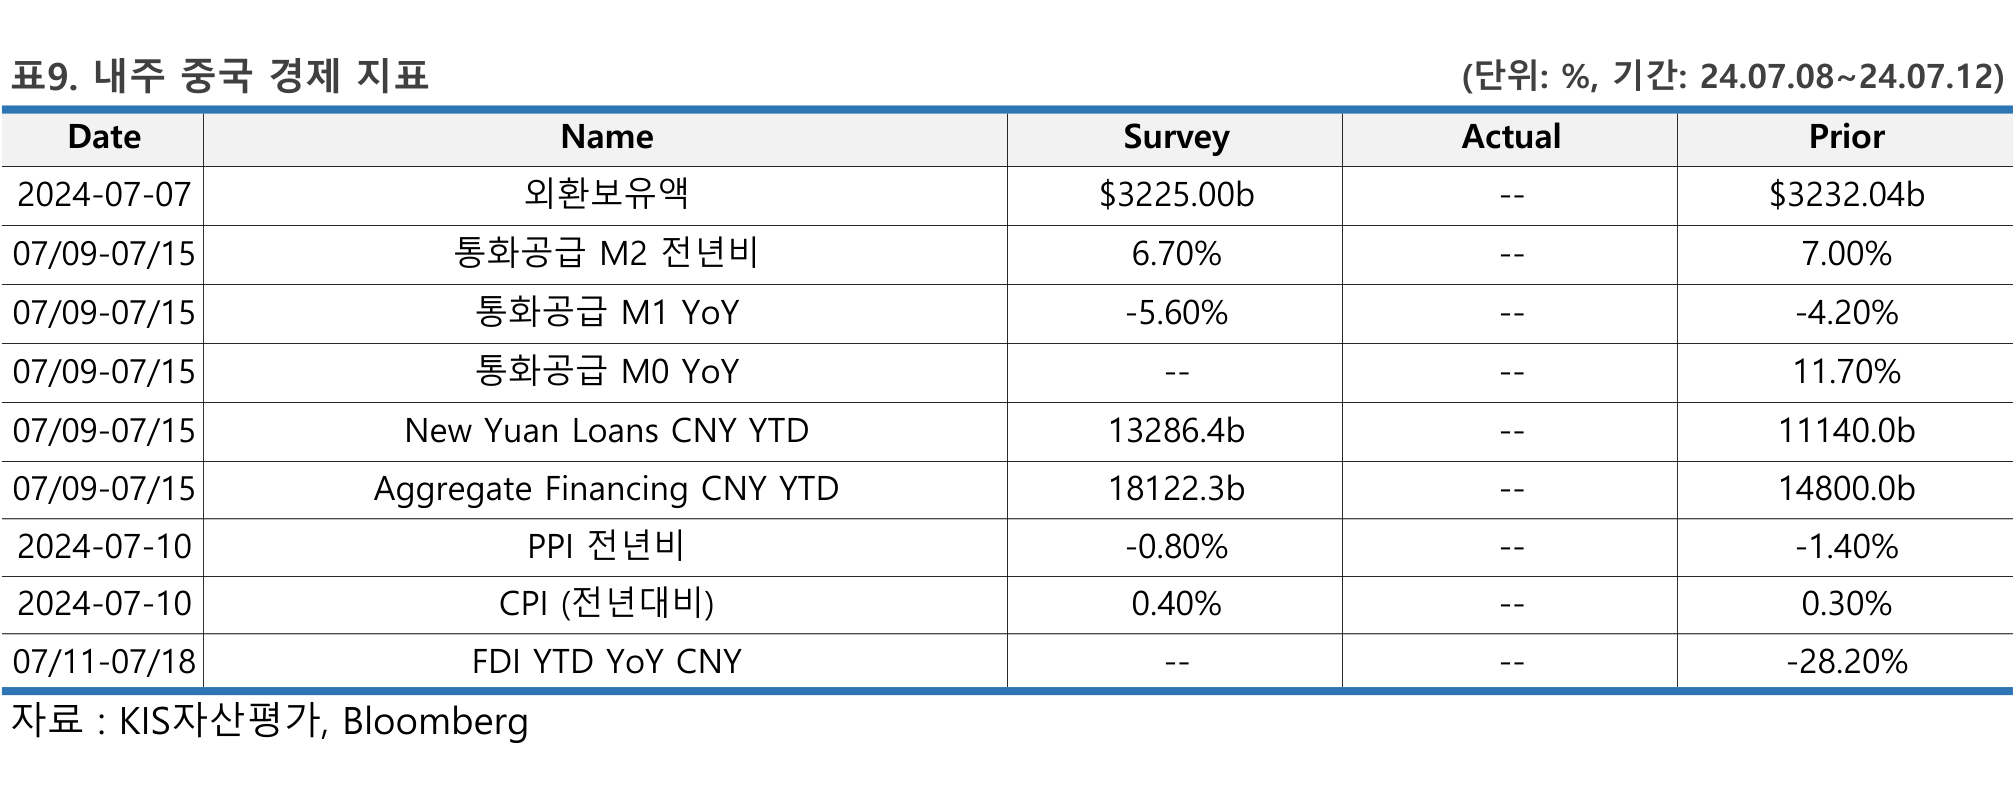 표9. 내주 중국 경제 지표 (단위: %, 기간: 24.07.08~24.07.12)
Date Name Survey Actual Prior
2024-07-07 외환보유액 $3225.00b -- $3232.04b
07/09-07/15 통화공급 M2 전년비 6.70% -- 7.00%
07/09-07/15 통화공급 M1 YoY -5.60% -- -4.20%
07/09-07/15 통화공급 M0 YoY -- -- 11.70%
07/09-07/15 New Yuan Loans CNY YTD 13286.4b -- 11140.0b
07/09-07/15 Aggregate Financing CNY YTD 18122.3b -- 14800.0b
2024-07-10 PPI 전년비 -0.80% -- -1.40%
2024-07-10 CPI (전년대비) 0.40% -- 0.30%
07/11-07/18 FDI YTD YoY CNY -- -- -28.20%
자료 : KIS자산평가, Bloomberg